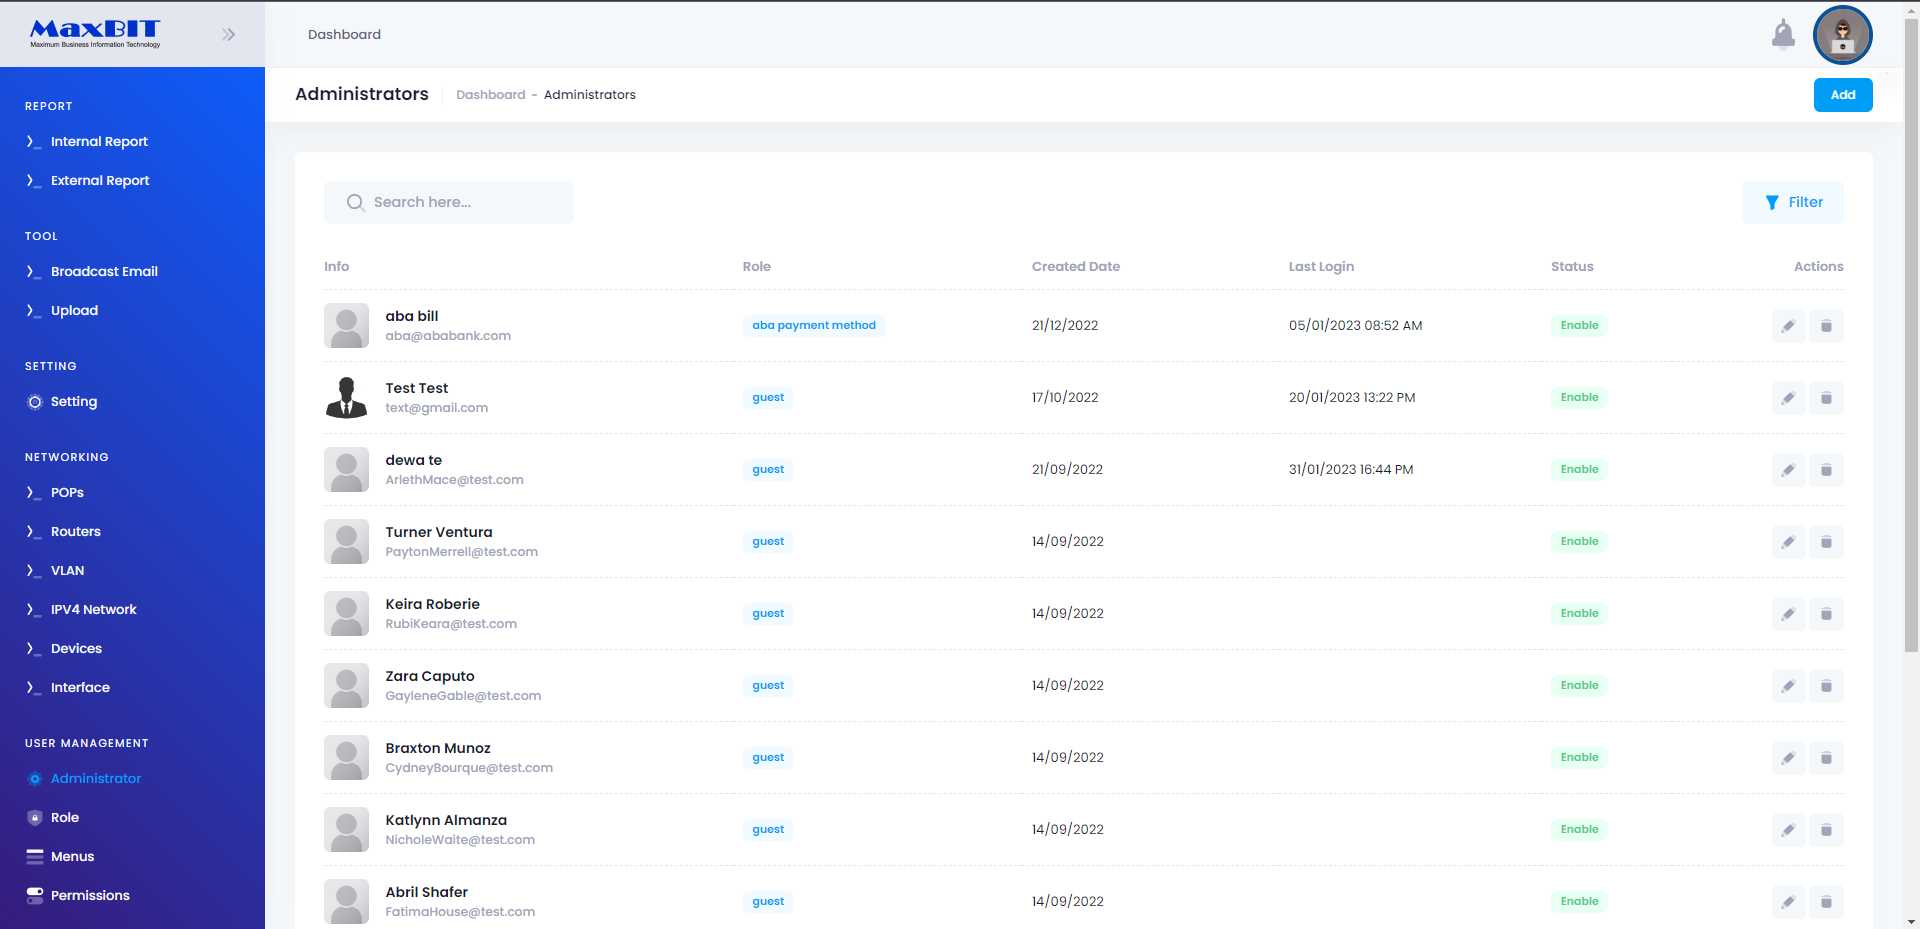 MaxBIT
Maximum Business Information Technology
Dashboard
REPORT
Internal Report
External Report
TOOL
Broadcast Email
Upload
SETTING
Setting
NETWORKING
POPs
Routers
VLAN
IPV4 Network
Devices
Interface
USER MANAGEMENT
Administrator
Role
Menus
Permissions
Administrators
Dashboard - Administrators
Add
Search here...
Filter
Info Role Created Date Last Login Status Actions
aba bill
aba@ababank.com
aba payment method 21/12/2022 05/01/2023 08:52 AM Enable
Test Test
text@gmail.com
guest 17/10/2022 20/01/2023 13:22 PM Enable
dewa te
ArlethMace@test.com
guest 21/09/2022 31/01/2023 16:44 PM Enable
Turner Ventura
PaytonMerrell@test.com
guest 14/09/2022 Enable
Keira Roberie
RubiKeara@test.com
guest 14/09/2022 Enable
Zara Caputo
GayleneGable@test.com
guest 14/09/2022 Enable
Braxton Munoz
CydneyBourque@test.com
guest 14/09/2022 Enable
Katlynn Almanza
NicholeWaite@test.com
guest 14/09/2022 Enable
Abril Shafer
FatimaHouse@test.com
guest 14/09/2022 Enable